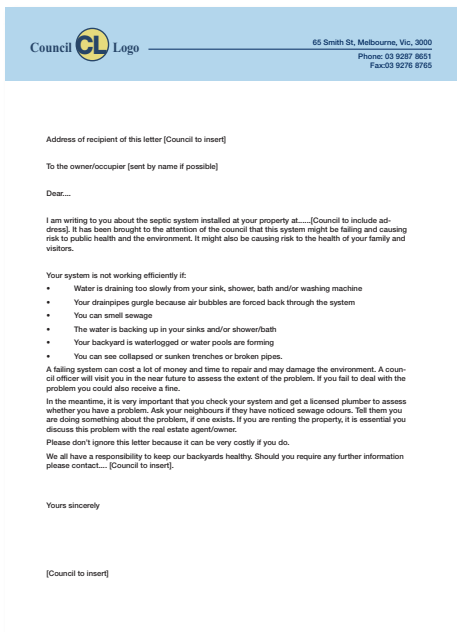 Council CL Logo
65 Smith St, Melbourne, Vic, 3000
Phone: 03 9287 8651
Fax:03 9276 8765
Address of recipient of this letter [Council to insert]
To the owner/occupier [sent by name if possible]
Dear....
I am writing to you about the septic system installed at your property at......[Council to include ad-
dress]. It has been brought to the attention of the council that this system might be failing and causing
risk to public health and the environment. It might also be causing risk to the health of your family and
visitors.
Your system is not working efficiently if:
• Water is draining too slowly from your sink, shower, bath and/or washing machine
• Your drainpipes gurgle because air bubbles are forced back through the system
• You can smell sewage
• The water is backing up in your sinks and/or shower/bath
• Your backyard is waterlogged or water pools are forming
• You can see collapsed or sunken trenches or broken pipes.
A failing system can cost a lot of money and time to repair and may damage the environment. A coun-
cil officer will visit you in the near future to assess the extent of the problem. If you fail to deal with the
problem you could also receive a fine.
In the meantime, it is very important that you check your system and get a licensed plumber to assess
whether you have a problem. Ask your neighbours if they have noticed sewage odours. Tell them you
are doing something about the problem, if one exists. If you are renting the property, it is essential you
discuss this problem with the real estate agent/owner.
Please don't ignore this letter because it can be very costly if you do.
We all have a responsibility to keep our backyards healthy. Should you require any further information
please contact.... [Council to insert].
Yours sincerely
[Council to insert]